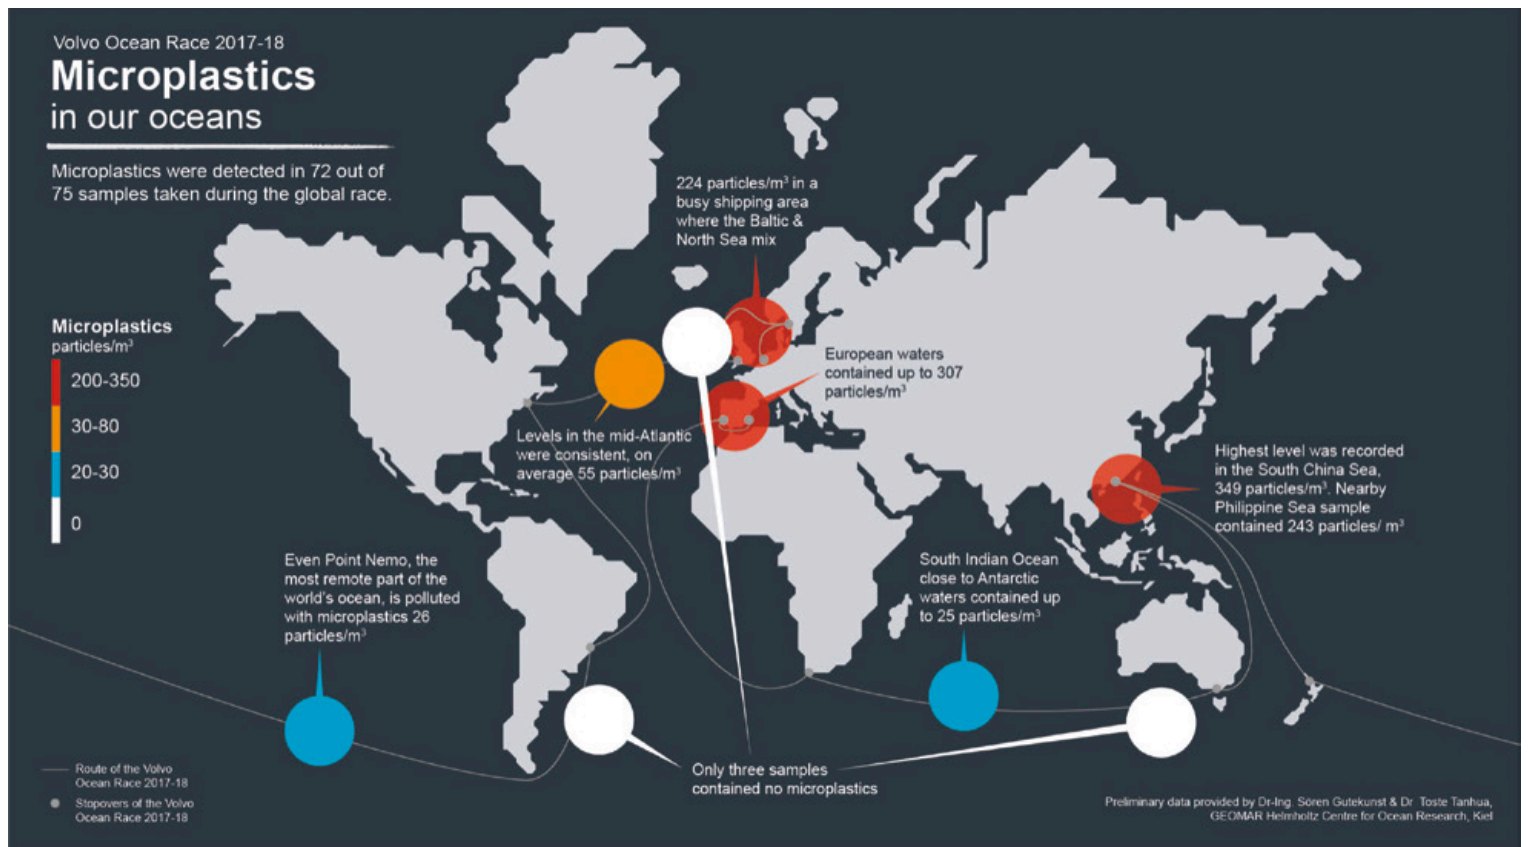 Volvo Ocean Race 2017-18
Microplastics
in our oceans
Microplastics were detected in 72 out of
75 samples taken during the global race.
224 particles/m³ in a
busy shipping area
where the Baltic &
North Sea mix
Microplastics
particles/m³
200-350
30-80
20-30
0
European waters
contained up to 307
particles/m³
Levels in the mid-Atlantic
were consistent, on
average 55 particles/m³
Highest level was recorded
in the South China Sea,
349 particles/m³. Nearby
Philippine Sea sample
contained 243 particles/ m³
Even Point Nemo, the
most remote part of the
world's ocean, is polluted
with microplastics 26
particles/m³
South Indian Ocean
close to Antarctic
waters contained up
to 25 particles/m³
Only three samples
contained no microplastics
Route of the Volvo
Ocean Race 2017-18
Stopovers of the Volvo
Ocean Race 2017-18
Preliminary data provided by Dr-Ing. Sören Gutekunst & Dr Toste Tanhua,
GEOMAR Helmholtz Centre for Ocean Research, Kiel